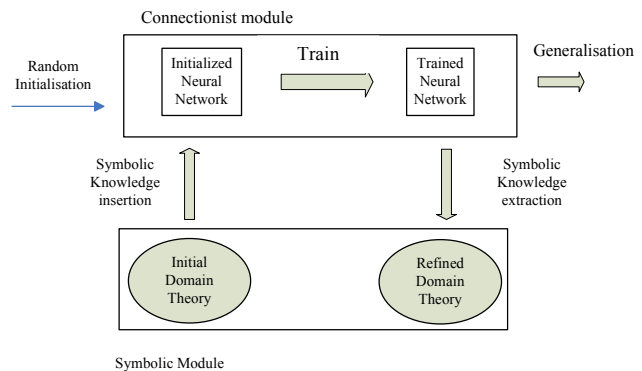 Connectionist module
Random
Initialisation
Initialized
Neural
Network
Train
Trained
Neural
Network
Generalisation
Symbolic
Knowledge
insertion
Symbolic
Knowledge
extraction
Initial
Domain
Theory
Refined
Domain
Theory
Symbolic Module